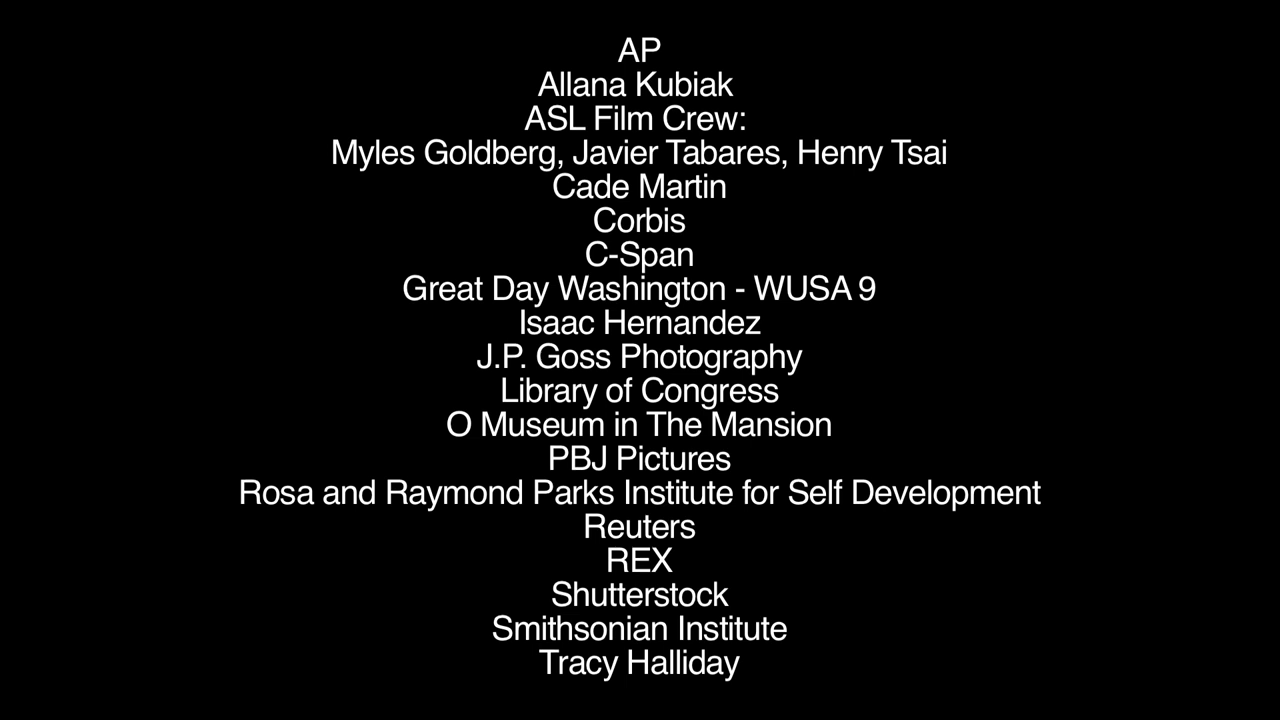 AP
Allana Kubiak
ASL Film Crew:
Myles Goldberg, Javier Tabares, Henry Tsai
Cade Martin
Corbis
C-Span
Great Day Washington - WUSA 9
Isaac Hernandez
J.P. Goss Photography
Library of Congress
O Museum in The Mansion
PBJ Pictures
Rosa and Raymond Parks Institute for Self Development
Reuters
REX
Shutterstock
Smithsonian Institute
Tracy Halliday